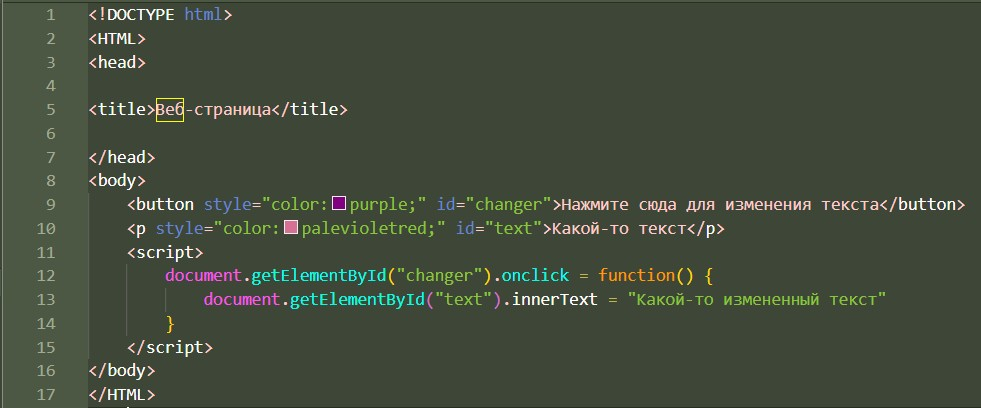 1 <!DOCTYPE html>
2 <HTML>
3 <head>
4
5 <title>Веб-страница</title>
6
7 </head>
8 <body>
9 <button style="color:purple;" id="changer">Нажмите сюда для изменения текста</button>
10 <p style="color:palevioletred;" id="text">Какой-то текст</p>
11 <script>
12 document.getElementById("changer").onclick = function() {
13 document.getElementById("text").innerText = "Какой-то измененный текст"
14 }
15 </script>
16 </body>
17 </HTML>